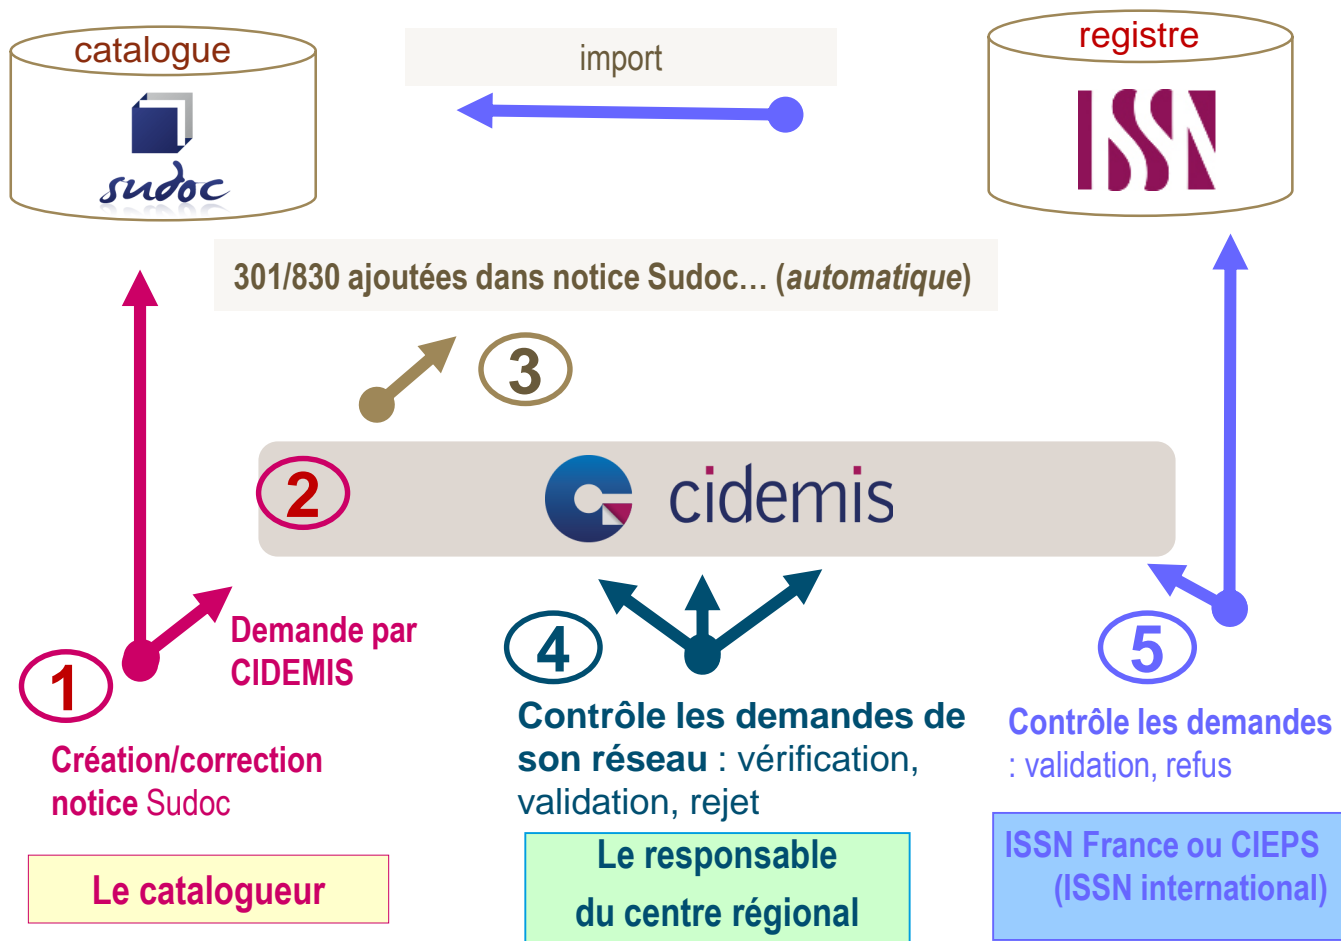 catalogue
sudoc
import
registre
ISSN
301/830 ajoutées dans notice Sudoc… (automatique)
3
2
cidemis
Demande par
CIDEMIS
1
Création/correction
notice Sudoc
Le catalogueur
4
Contrôle les demandes de
son réseau : vérification,
validation, rejet
Le responsable
du centre régional
5
Contrôle les demandes
: validation, refus
ISSN France ou CIEPS
(ISSN international)